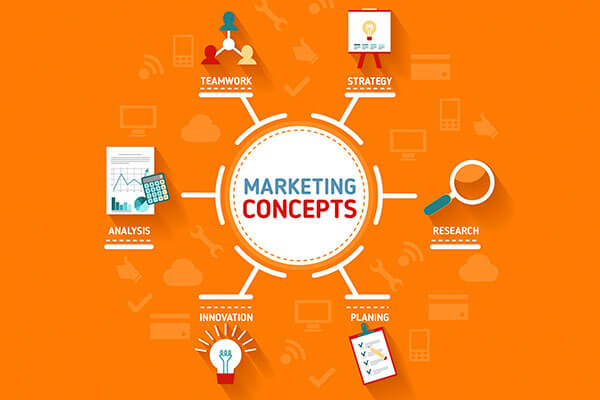 TEAMWORK
STRATEGY
ANALYSIS
MARKETING
CONCEPTS
RESEARCH
INNOVATION
PLANING